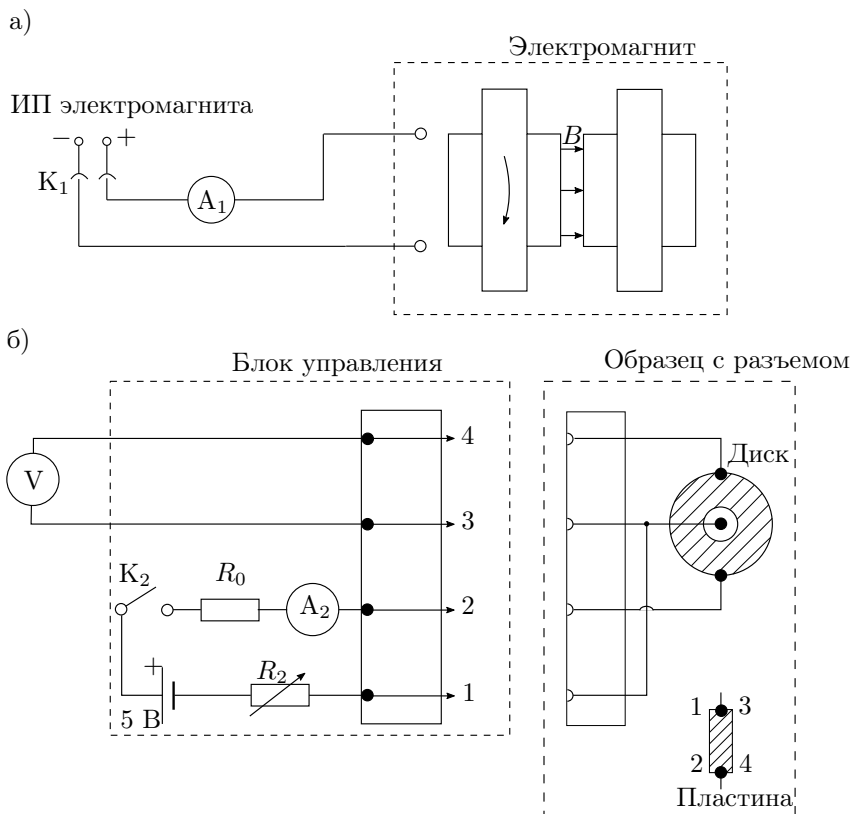 а)
Электромагнит
ИП электромагнита
− +
B
K₁
A₁
б)
Блок управления
Образец с разъемом
4
Диск
V
3
K₂
R₀
A₂
2
+
R₂
1
5 В
1 3
2 4
Пластина